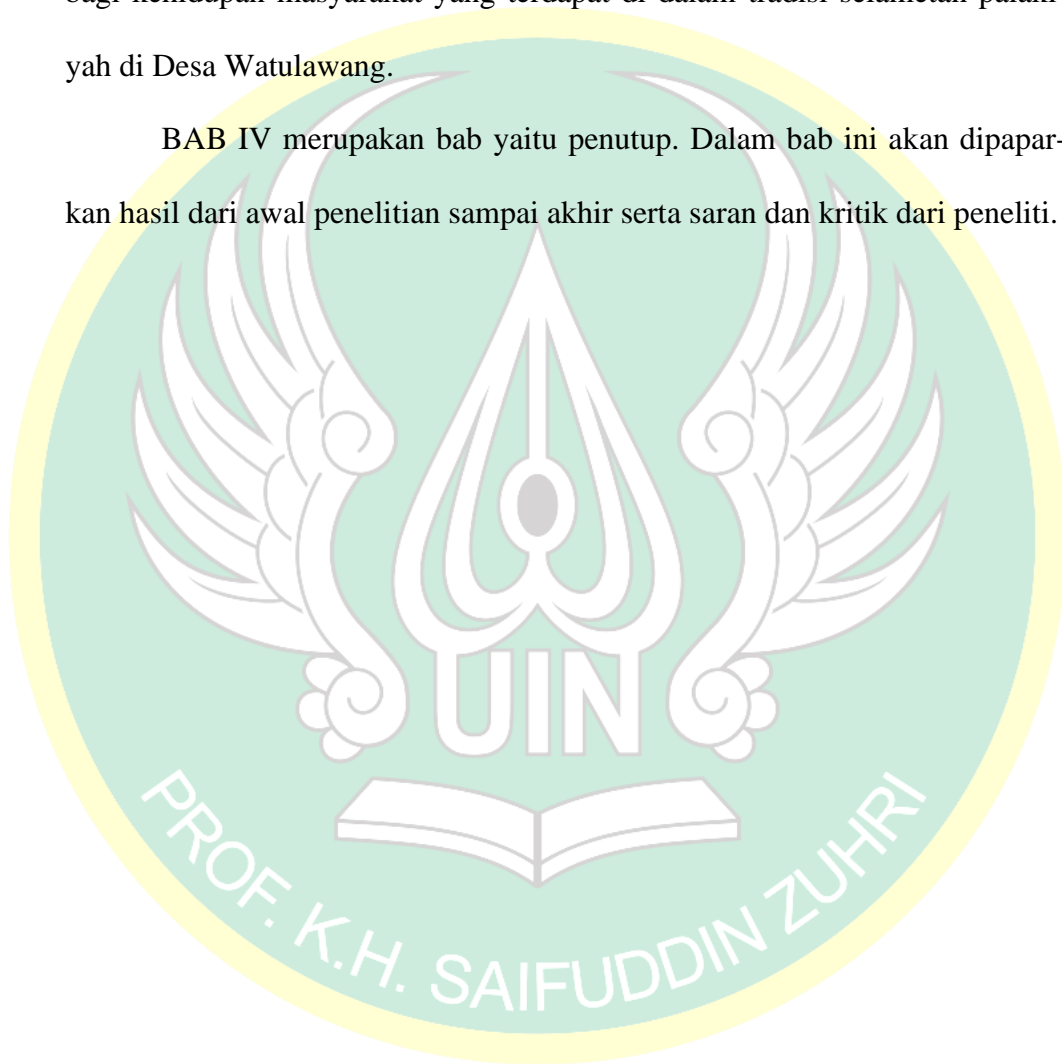 bagi kehidupan masyarakat yang terdapat di dalam tradisi selametan
yah di Desa Watulawang.
BAB IV merupakan bab yaitu penutup. Dalam bab ini akan dipapar-
kan hasil dari awal penelitian sampai akhir serta saran dan kritik dari peneliti.
UIN
PROF. K.H. SAIFUDDIN ZUHRI